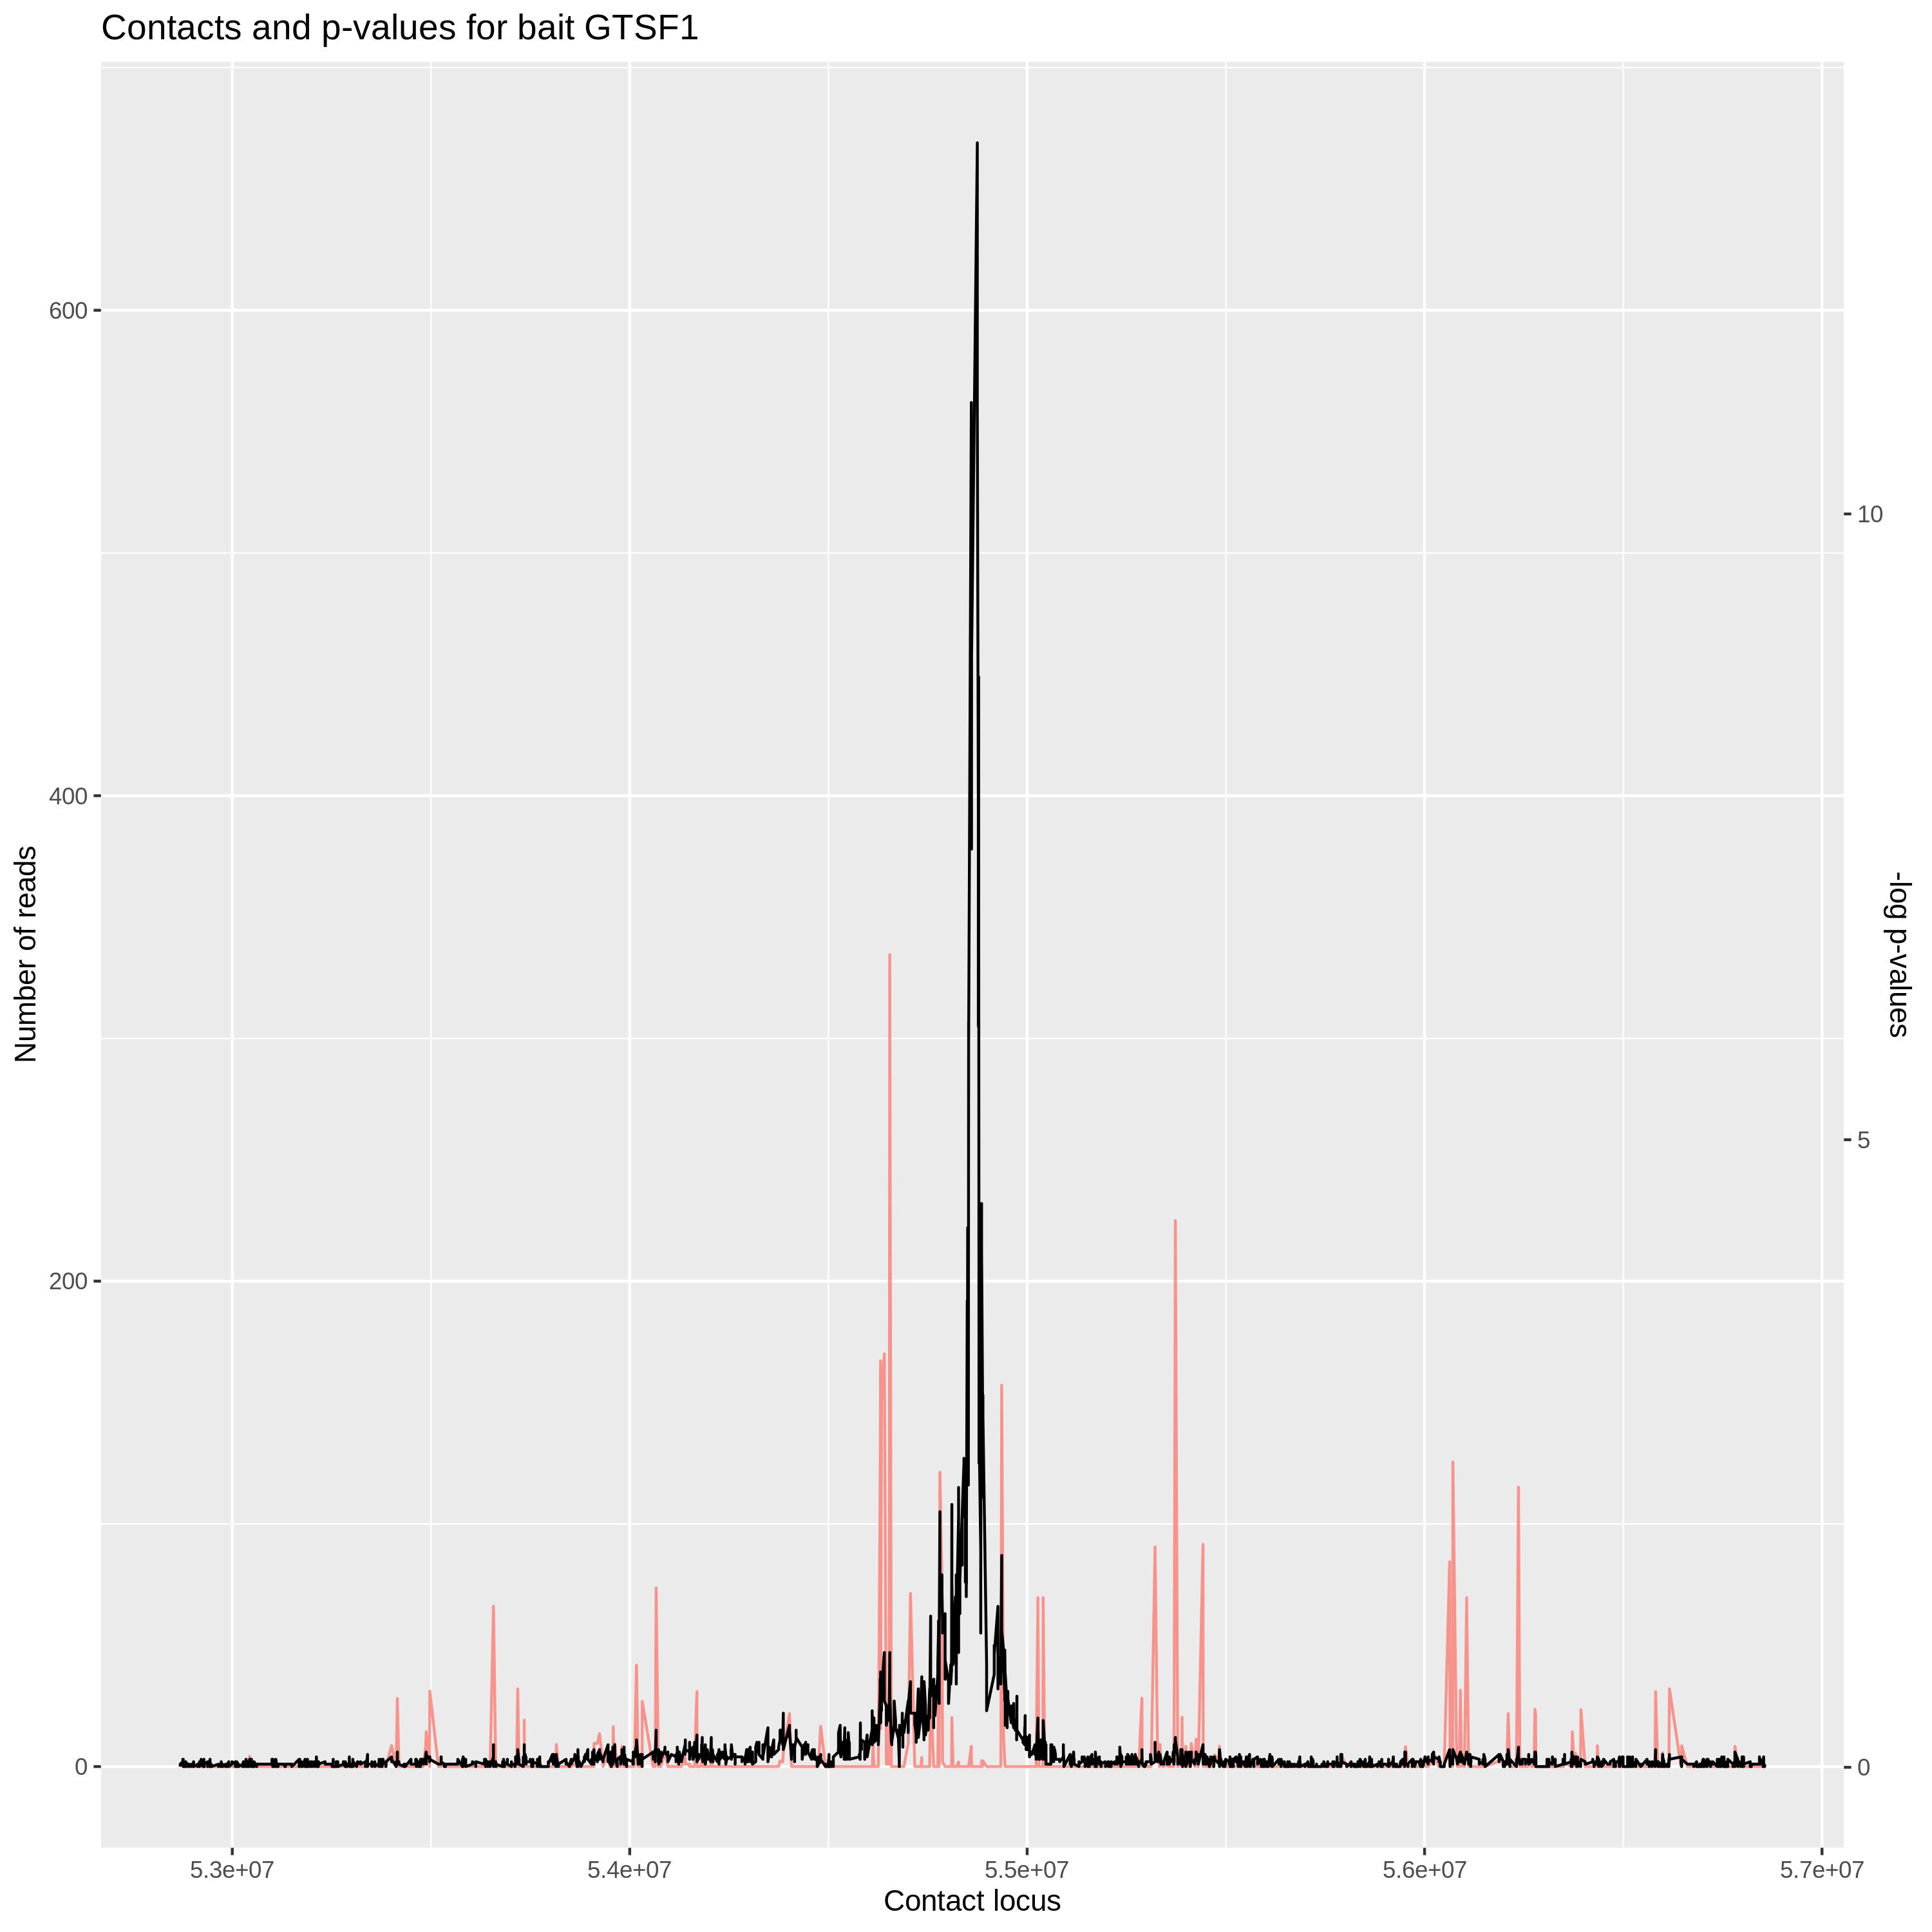 Contacts and p-values for bait GTSF1
Number of reads
600
400
200
0
10
5
0
-log p-values
5.3e+07
5.4e+07
5.5e+07
5.6e+07
5.7e+07
Contact locus